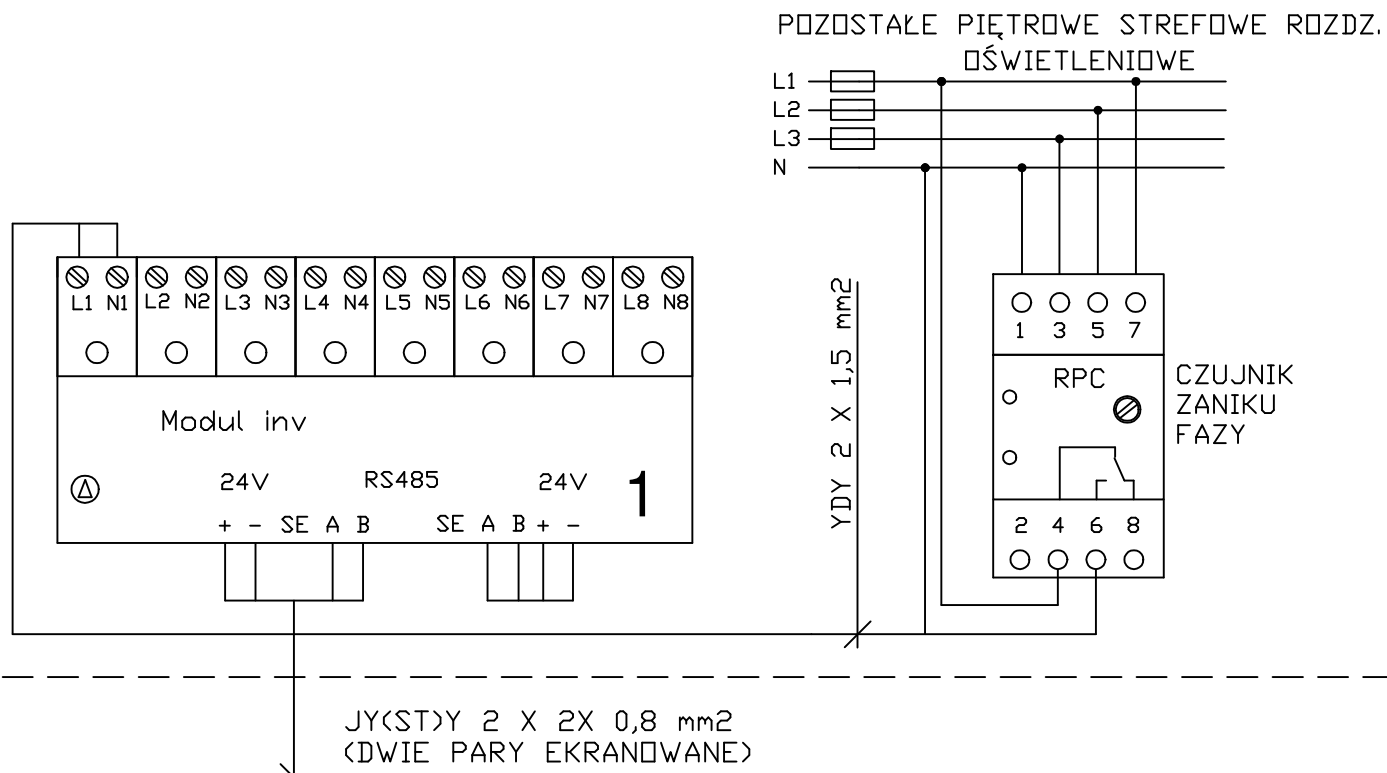 POZOSTAŁE PIĘTROWE STREFOWE ROZDZ.
OŚWIETLENIOWE
L1
L2
L3
N
L1 N1 L2 N2 L3 N3 L4 N4 L5 N5 L6 N6 L7 N7 L8 N8
1 3 5 7
YDY 2 X 1,5 mm2
RPC
CZUJNIK
ZANIKU
FAZY
Modul inv
24V RS485 24V 1
+ - SE A B SE A B + -
2 4 6 8
JY(ST)Y 2 X 2X 0,8 mm2
(DWIE PARY EKRANOWANE)